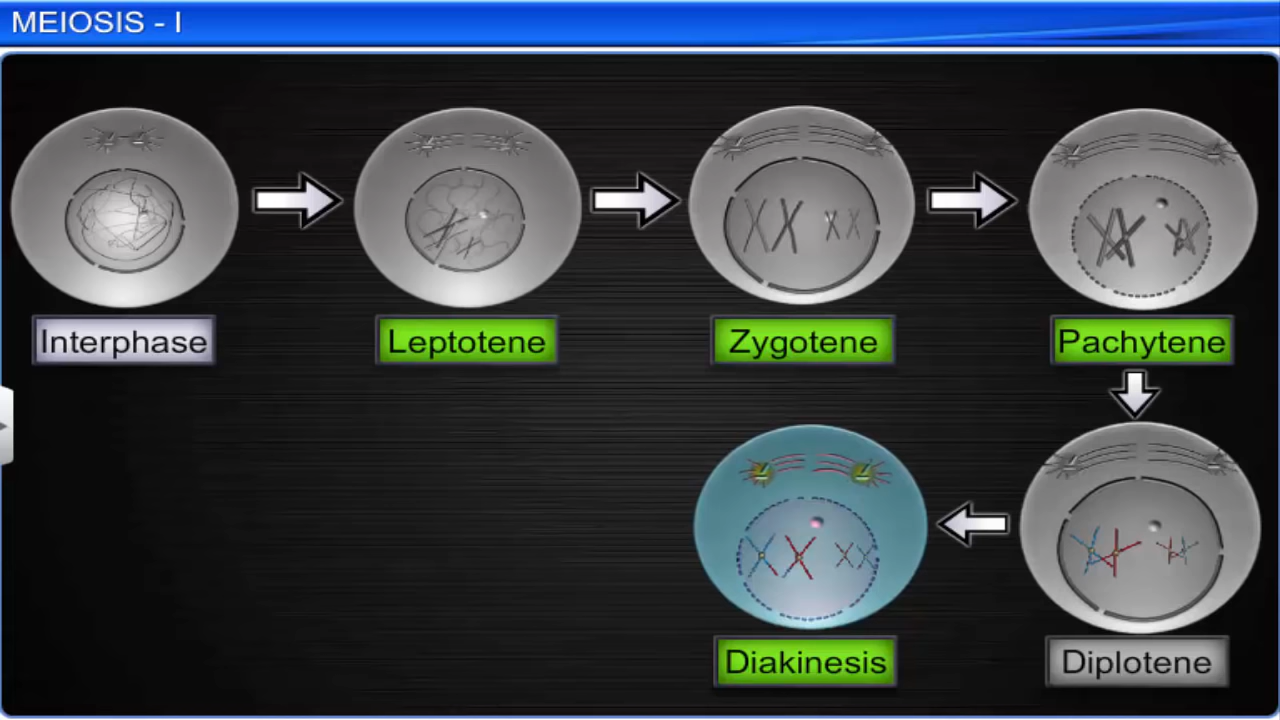 MEIOSIS - I
Interphase
Leptotene
Zygotene
Pachytene
Diakinesis
Diplotene